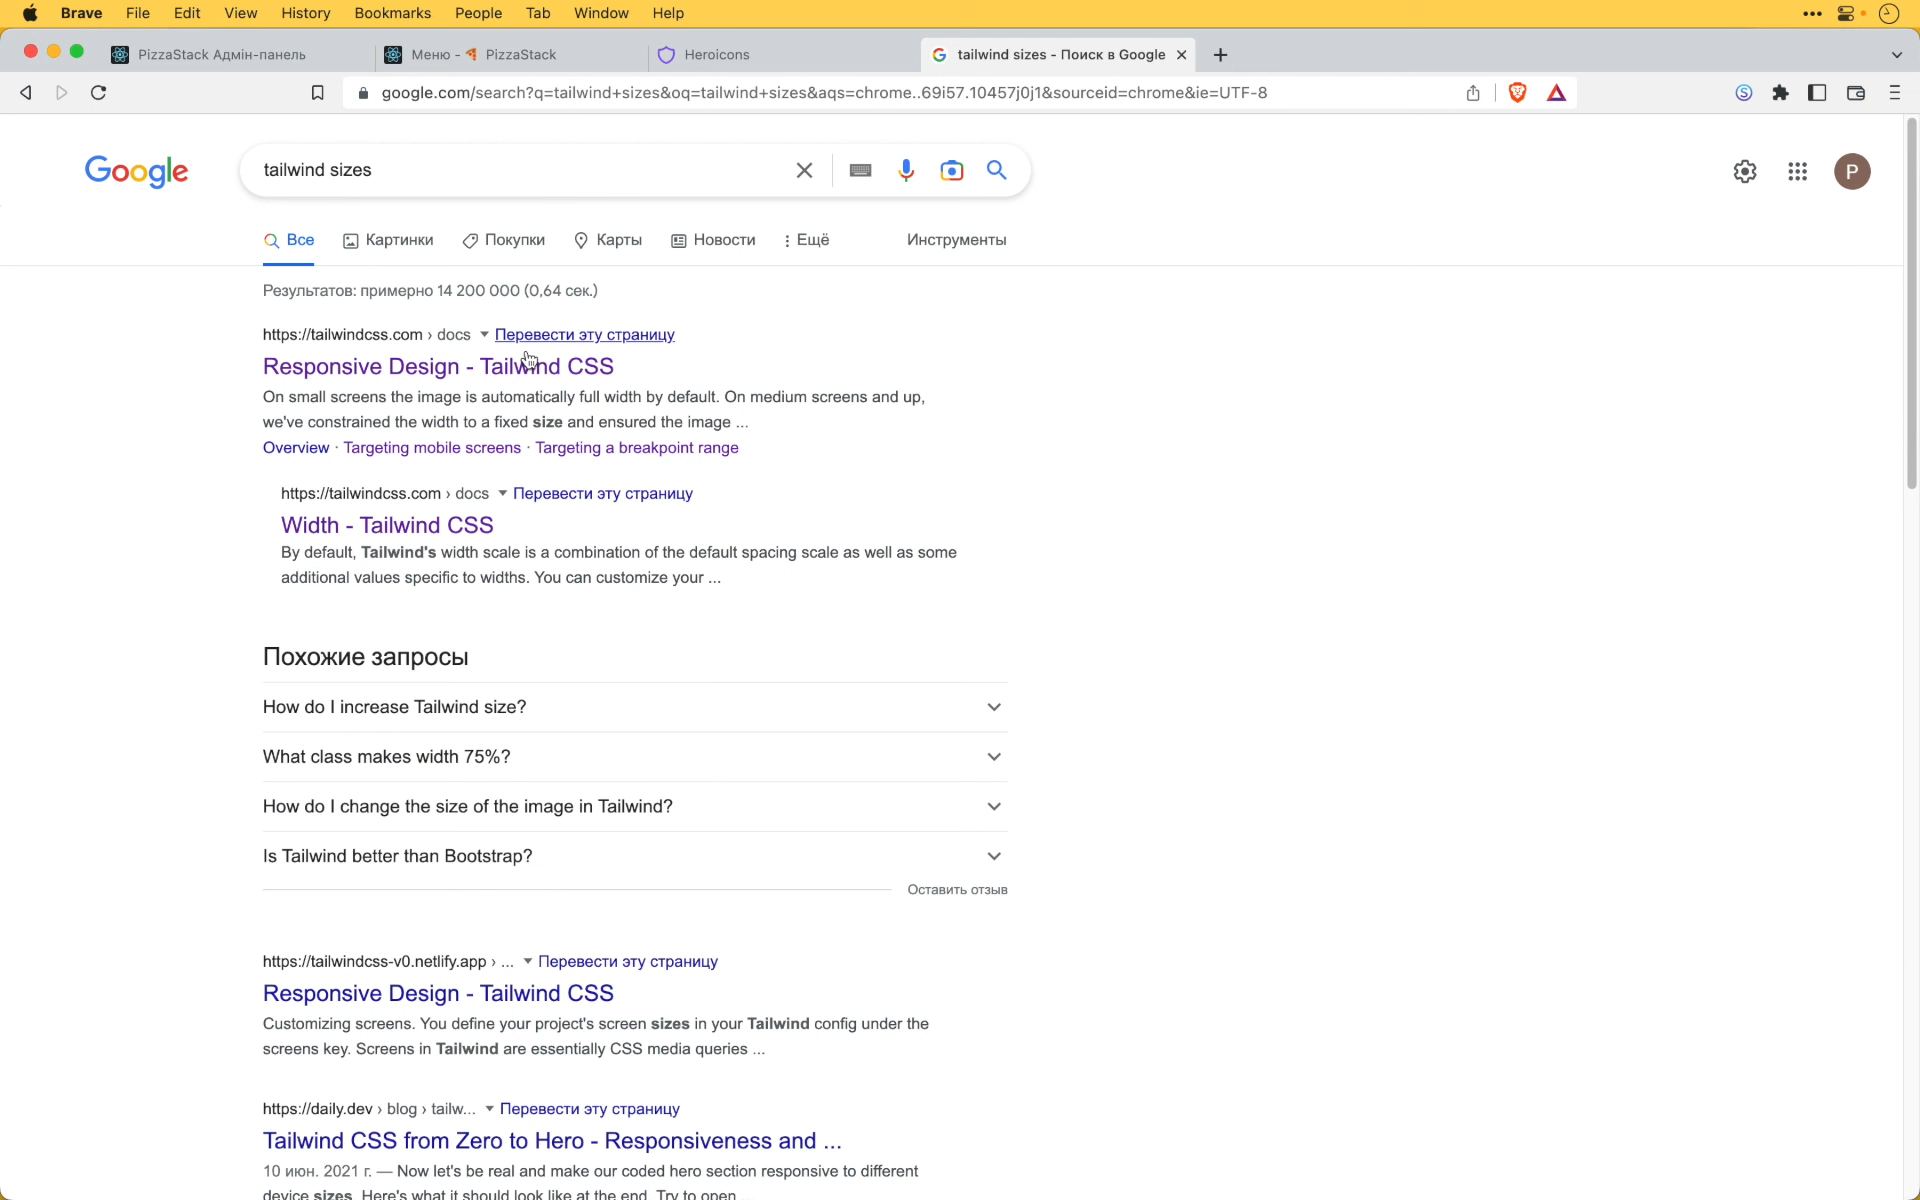 Brave File Edit View History Bookmarks People Tab Window Help
PizzaStack Адмін-панель
Меню - PizzaStack
Heroicons
tailwind sizes - Поиск в Google
google.com/search?q=tailwind+sizes&oq=tailwind+sizes&aqs=chrome..69i57.10457j0j1&sourceid=chrome&ie=UTF-8
Google
tailwind sizes
P
Все Картинки Покупки Карты Новости Ещё Инструменты
Результатов: примерно 14 200 000 (0,64 сек.)
https://tailwindcss.com › docs Перевести эту страницу
Responsive Design - Tailwind CSS
On small screens the image is automatically full width by default. On medium screens and up,
we've constrained the width to a fixed size and ensured the image ...
Overview · Targeting mobile screens · Targeting a breakpoint range
https://tailwindcss.com › docs Перевести эту страницу
Width - Tailwind CSS
By default, Tailwind's width scale is a combination of the default spacing scale as well as some
additional values specific to widths. You can customize your ...
Похожие запросы
How do I increase Tailwind size?
What class makes width 75%?
How do I change the size of the image in Tailwind?
Is Tailwind better than Bootstrap?
Оставить отзыв
https://tailwindcss-v0.netlify.app › ... Перевести эту страницу
Responsive Design - Tailwind CSS
Customizing screens. You define your project's screen sizes in your Tailwind config under the
screens key. Screens in Tailwind are essentially CSS media queries ...
https://daily.dev › blog › tailw... Перевести эту страницу
Tailwind CSS from Zero to Hero - Responsiveness and ...
10 июн. 2021 г. — Now let's be real and make our coded hero section responsive to different
device sizes. Here's what it should look like at the end. Try to open ...